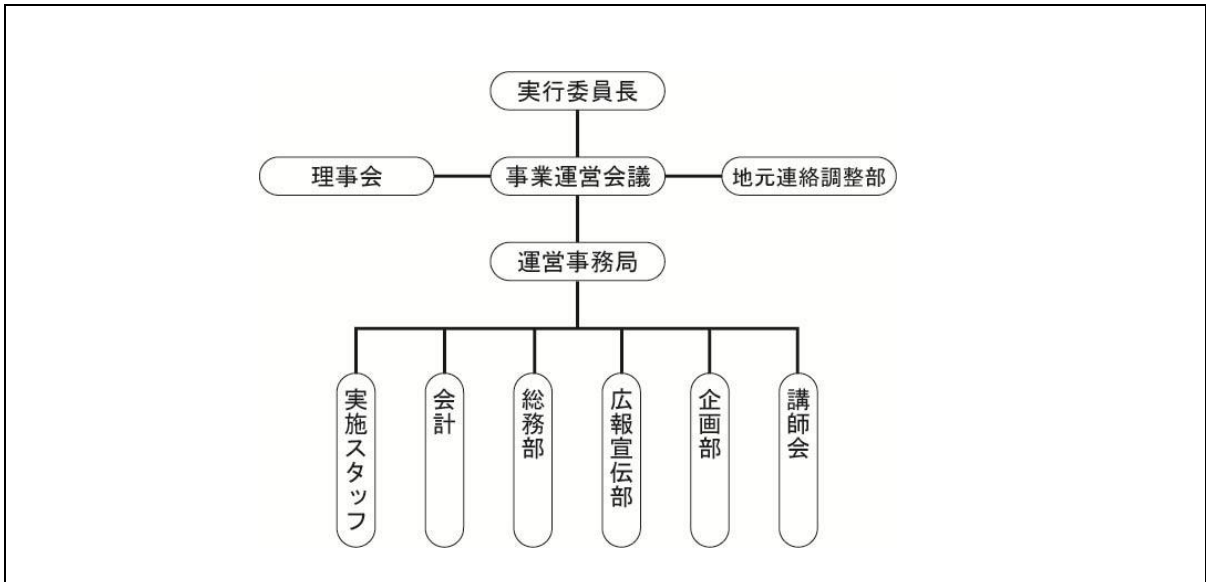 実行委員長
理事会
事業運営会議
地元連絡調整部
運営事務局
実施スタッフ
会計
総務部
広報宣伝部
企画部
講師会